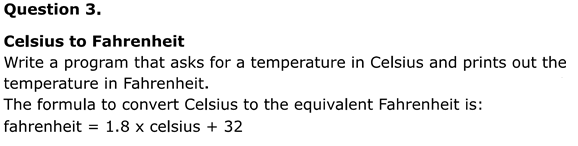 Question 3.
Celsius to Fahrenheit
Write a program that asks for a temperature in Celsius and prints out the
temperature in Fahrenheit.
The formula to convert Celsius to the equivalent Fahrenheit is:
fahrenheit = 1.8 x celsius + 32